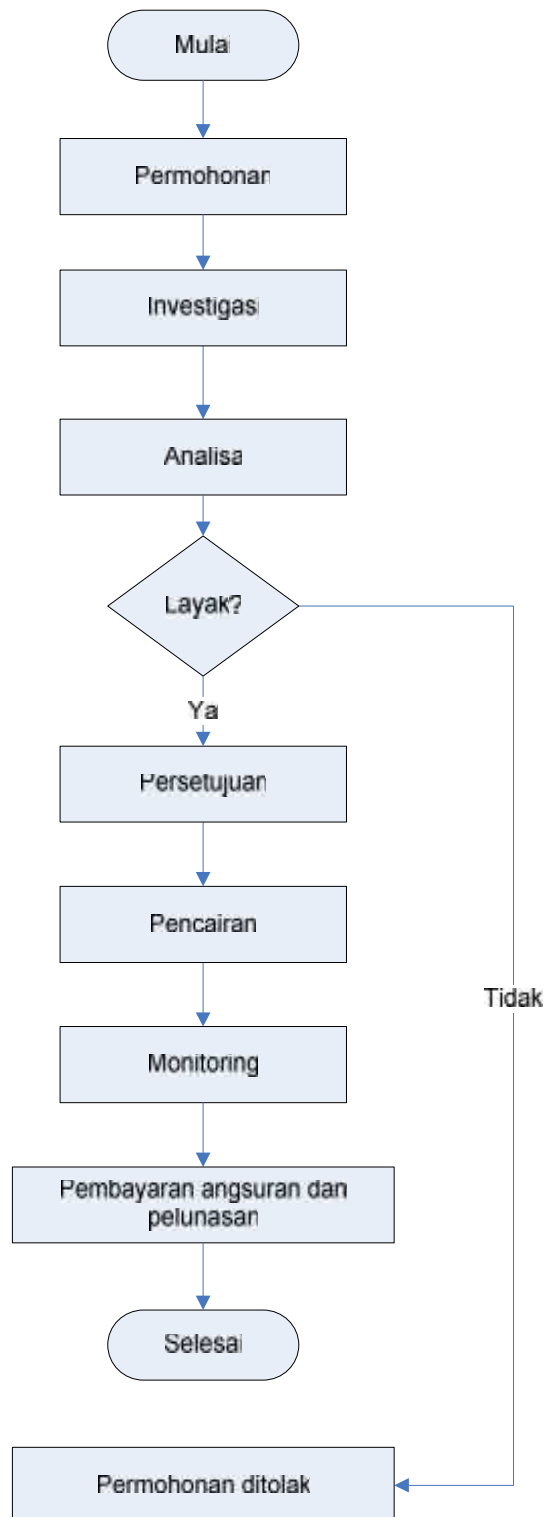 Mulai
Permohonan
Investigasi
Analisa
Layak?
Ya
Persetujuan
Pencairan
Tidak
Monitoring
Pembayaran angsuran dan
pelunasan
Selesai
Permohonan ditolak